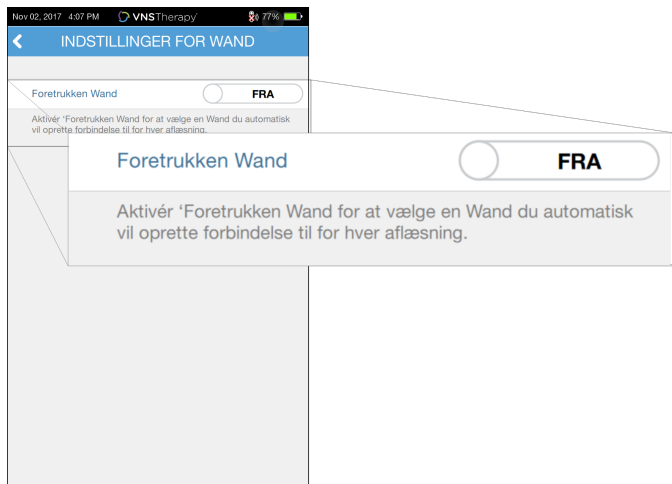 Nov 02, 2017 4:07 PM VNSTherapy 77%
INDSTILLINGER FOR WAND
Foretrukken Wand FRA
Aktivér 'Foretrukken Wand for at vælge en Wand du automatisk
vil oprette forbindelse til for hver aflæsning.
Foretrukken Wand FRA
Aktivér 'Foretrukken Wand for at vælge en Wand du automatisk
vil oprette forbindelse til for hver aflæsning.